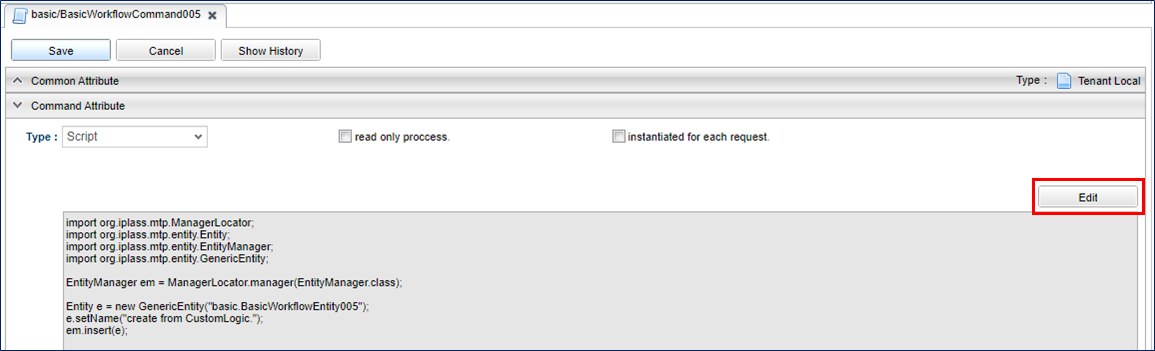 basic/BasicWorkflowCommand005
Save Cancel Show History
Common Attribute Type : Tenant Local
Command Attribute
Type : Script read only proccess. instantiated for each request.
Edit
import org.iplass.mtp.ManagerLocator;
import org.iplass.mtp.entity.Entity;
import org.iplass.mtp.entity.EntityManager;
import org.iplass.mtp.entity.GenericEntity;
EntityManager em = ManagerLocator.manager(EntityManager.class);
Entity e = new GenericEntity("basic.BasicWorkflowEntity005");
e.setName("create from CustomLogic.");
em.insert(e);